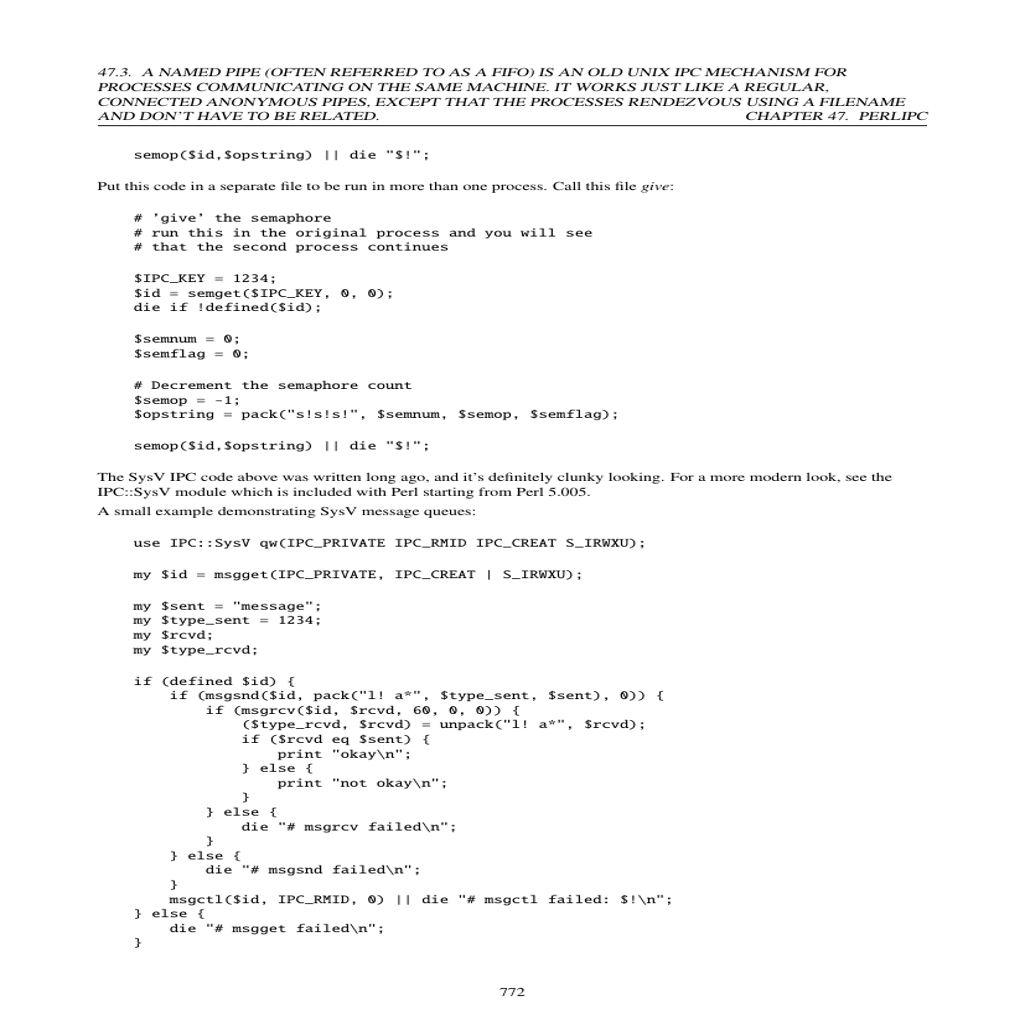 47.3. A NAMED PIPE (OFTEN REFERRED TO AS A FIFO) IS AN OLD UNIX IPC MECHANISM FOR
PROCESSES COMMUNICATING ON THE SAME MACHINE. IT WORKS JUST LIKE A REGULAR,
CONNECTED ANONYMOUS PIPES, EXCEPT THAT THE PROCESSES RENDEZVOUS USING A FILENAME
AND DON'T HAVE TO BE RELATED. CHAPTER 47. PERLIPC
semop($id,$opstring) || die "$!";
Put this code in a separate file to be run in more than one process. Call this file give:
# 'give' the semaphore
# run this in the original process and you will see
# that the second process continues
$IPC_KEY = 1234;
$id = semget($IPC_KEY, 0, 0);
die if !defined($id);
$semnum = 0;
$semflag = 0;
# Decrement the semaphore count
$semop = -1;
$opstring = pack("s!s!s!", $semnum, $semop, $semflag);
semop($id,$opstring) || die "$!";
The SysV IPC code above was written long ago, and it's definitely clunky looking. For a more modern look, see the
IPC::SysV module which is included with Perl starting from Perl 5.005.
A small example demonstrating SysV message queues:
use IPC::SysV qw(IPC_PRIVATE IPC_RMID IPC_CREAT S_IRWXU);
my $id = msgget(IPC_PRIVATE, IPC_CREAT | S_IRWXU);
my $sent = "message";
my $type_sent = 1234;
my $rcvd;
my $type_rcvd;
if (defined $id) {
    if (msgsnd($id, pack("l! a*", $type_sent, $sent), 0)) {
        if (msgrcv($id, $rcvd, 60, 0, 0)) {
            ($type_rcvd, $rcvd) = unpack("l! a*", $rcvd);
            if ($rcvd eq $sent) {
                print "okay\n";
            } else {
                print "not okay\n";
            }
        } else {
            die "# msgrcv failed\n";
        }
    } else {
        die "# msgsnd failed\n";
    }
    msgctl($id, IPC_RMID, 0) || die "# msgctl failed: $!\n";
} else {
    die "# msgget failed\n";
}
772